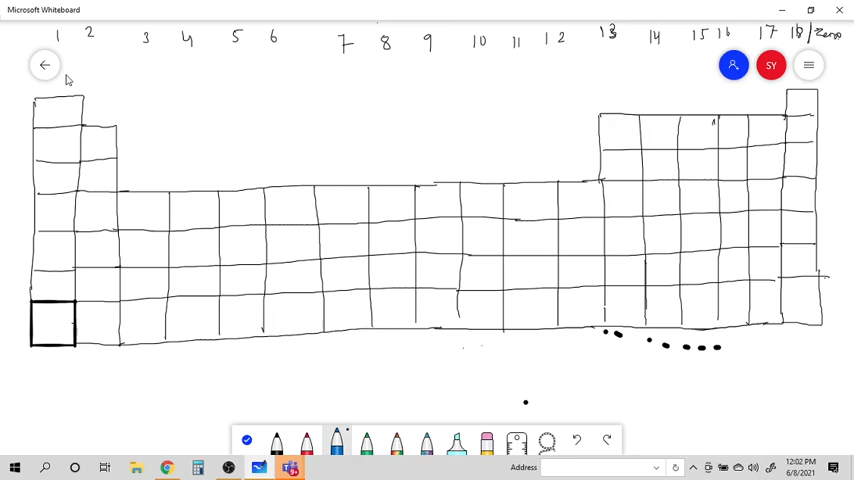 Microsoft Whiteboard
1 2 3 4 5 6 7 8 9 10 11 12 13 14 15 16 17 18/zero
SY
9+
Address
12:02 PM
6/8/2021